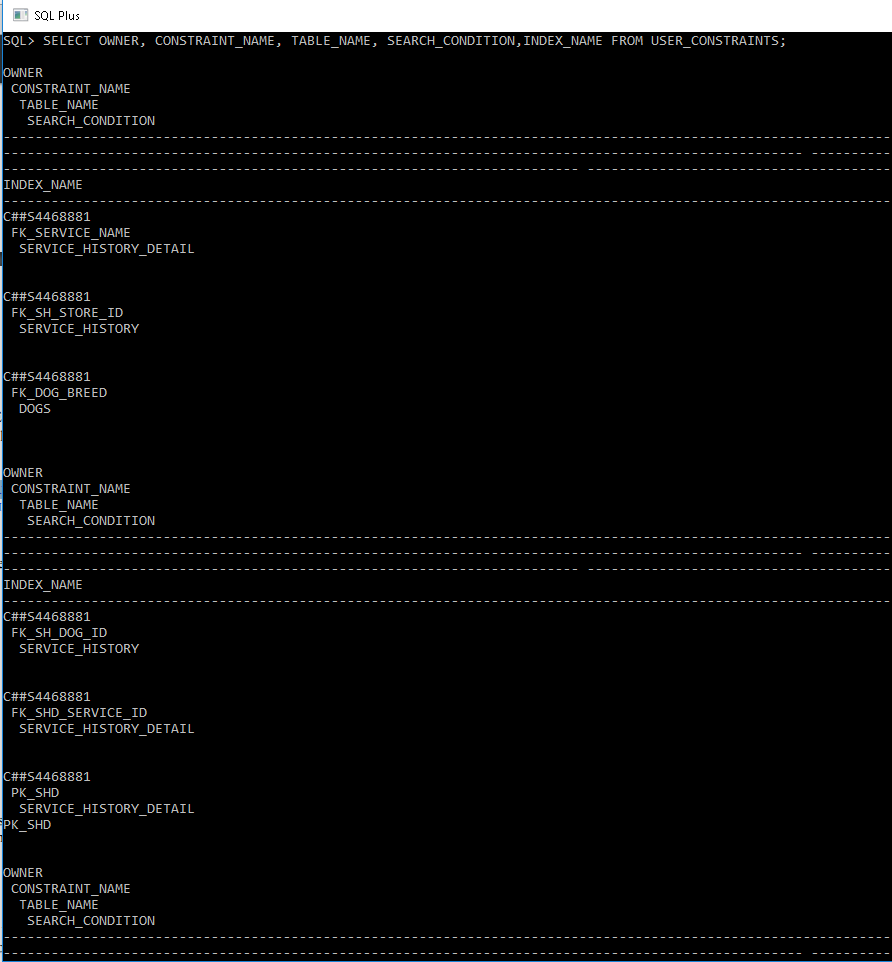 SQL Plus
SQL> SELECT OWNER, CONSTRAINT_NAME, TABLE_NAME, SEARCH_CONDITION,INDEX_NAME FROM USER_CONSTRAINTS;
OWNER
CONSTRAINT_NAME
TABLE_NAME
SEARCH_CONDITION
INDEX_NAME
C##S4468881
FK_SERVICE_NAME
SERVICE_HISTORY_DETAIL
C##S4468881
FK_SH_STORE_ID
SERVICE_HISTORY
C##S4468881
FK_DOG_BREED
DOGS
OWNER
CONSTRAINT_NAME
TABLE_NAME
SEARCH_CONDITION
INDEX_NAME
C##S4468881
FK_SH_DOG_ID
SERVICE_HISTORY
C##S4468881
FK_SHD_SERVICE_ID
SERVICE_HISTORY_DETAIL
C##S4468881
PK_SHD
SERVICE_HISTORY_DETAIL
PK_SHD
OWNER
CONSTRAINT_NAME
TABLE_NAME
SEARCH_CONDITION